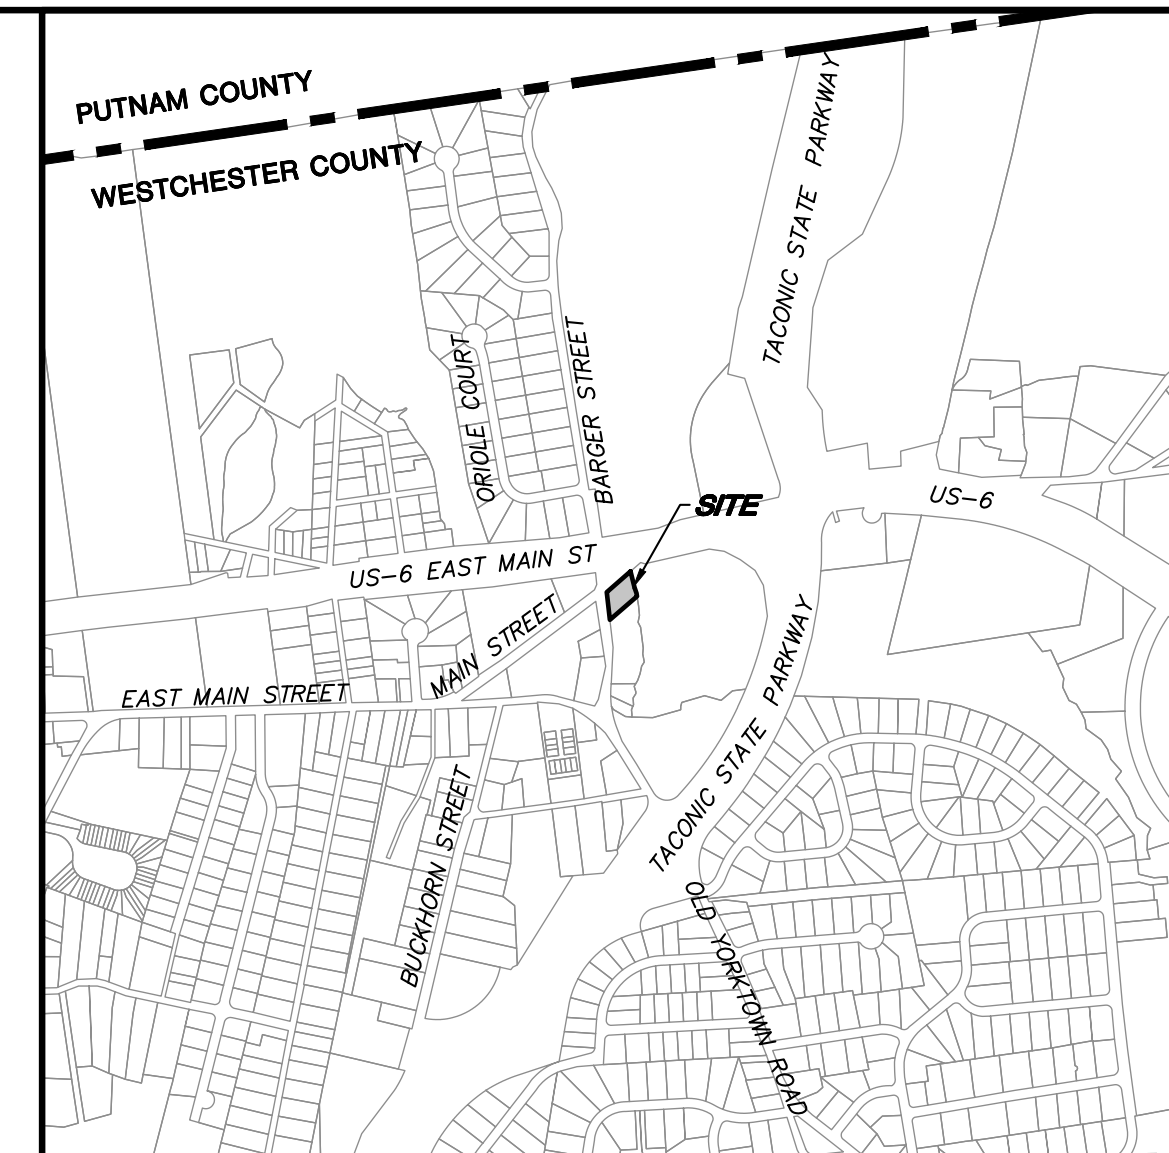 PUTNAM COUNTY
WESTCHESTER COUNTY
TACONIC STATE PARKWAY
ORIOLE COURT
BARGER STREET
SITE
US-6
US-6 EAST MAIN ST
MAIN STREET
EAST MAIN STREET
TACONIC STATE PARKWAY
BUCKHORN STREET
OLD YORKTOWN ROAD